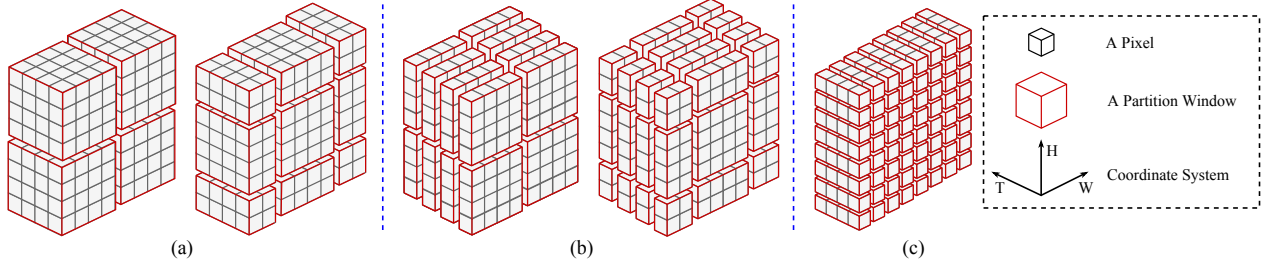 A Pixel
A Partition Window
H
T
W
Coordinate System
(a)
(b)
(c)